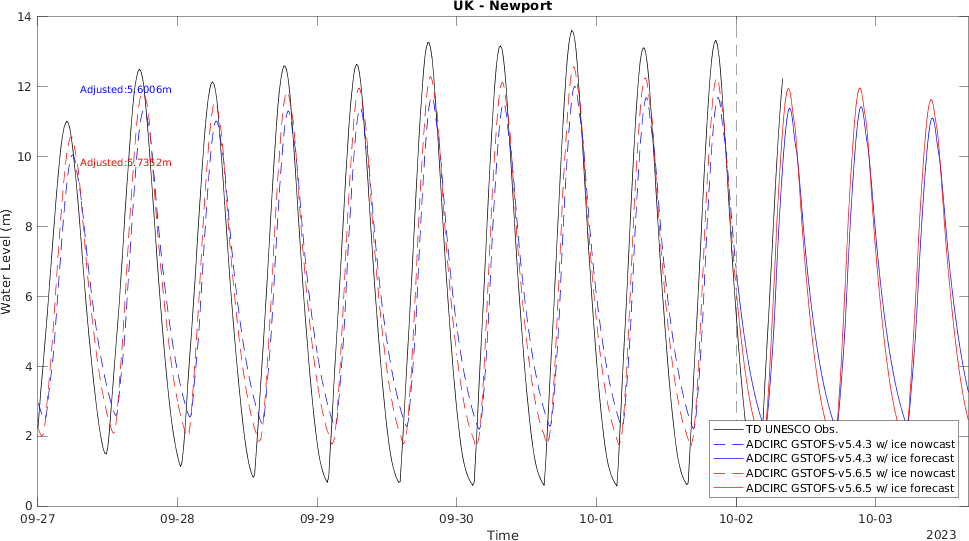 UK - Newport
14
12
10
8
6
4
2
0
Water Level (m)
Adjusted:5.6006m
Adjusted:5.7352m
TD UNESCO Obs.
ADCIRC GSTOFS-v5.4.3 w/ ice nowcast
ADCIRC GSTOFS-v5.4.3 w/ ice forecast
ADCIRC GSTOFS-v5.6.5 w/ ice nowcast
ADCIRC GSTOFS-v5.6.5 w/ ice forecast
09-27 09-28 09-29 09-30 10-01 10-02 10-03
Time
2023